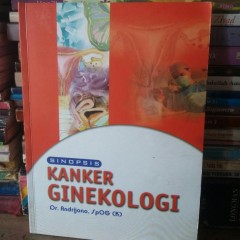 SINOPSIS
KANKER
GINEKOLOGI
Dr. Andrijono, SpOG (K)